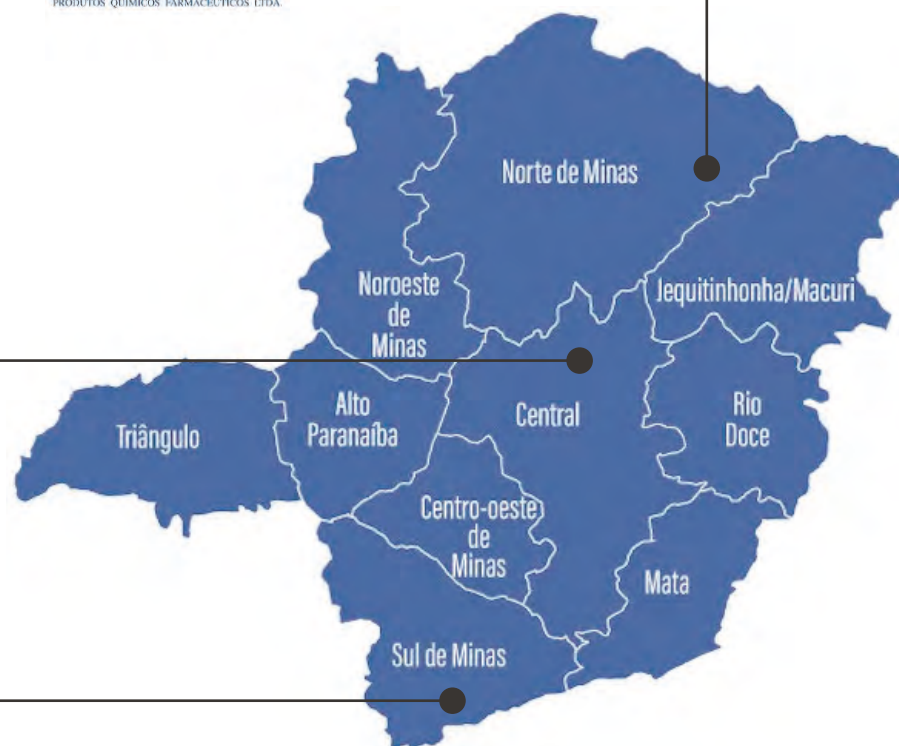 PRODUTOS QUÍMICOS FARMACÊUTICOS LTDA.
Norte de Minas
Noroeste
de
Minas
Jequitinhonha/Macuri
Triângulo
Alto
Paranaíba
Central
Rio
Doce
Centro-oeste
de
Minas
Mata
Sul de Minas